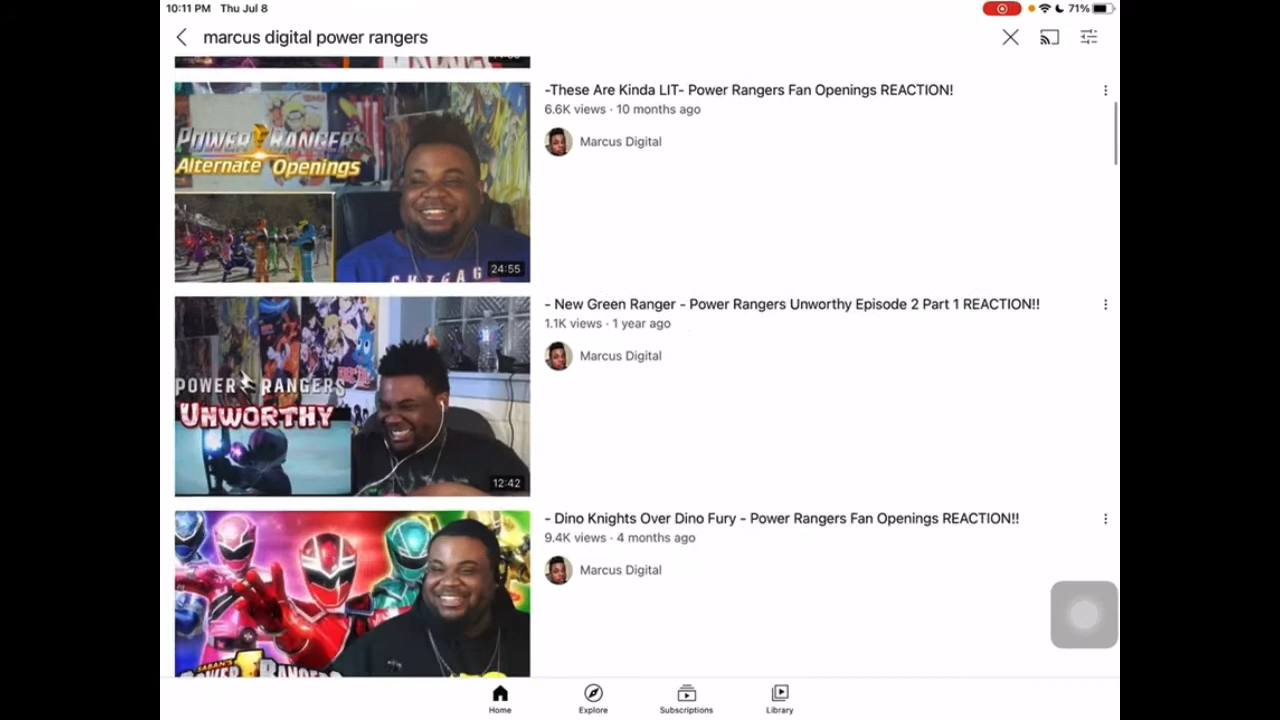 10:11 PM Thu Jul 8
71%
marcus digital power rangers
-These Are Kinda LIT- Power Rangers Fan Openings REACTION!
6.6K views · 10 months ago
Marcus Digital
POWER RANGERS
Alternate Openings
CHICAG
24:55
- New Green Ranger - Power Rangers Unworthy Episode 2 Part 1 REACTION!!
1.1K views · 1 year ago
Marcus Digital
POWER RANGERS
UNWORTHY
12:42
- Dino Knights Over Dino Fury - Power Rangers Fan Openings REACTION!!
9.4K views · 4 months ago
Marcus Digital
SABAN'S
POWER RANGERS
Home
Explore
Subscriptions
Library